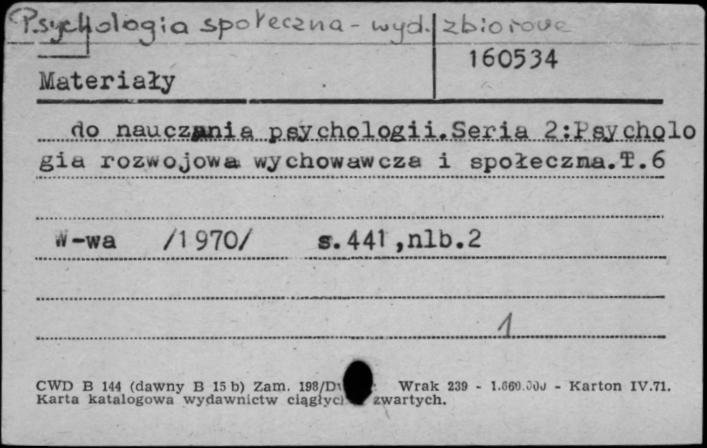 Psychologia społeczna - wyd. zbiorowe
160534
Materiały
do nauczania psychologii.Seria 2:Psycholo
gia rozwojowa wychowawcza i społeczna.T.6
W-wa /1970/ s.441,nlb.2
1
CWD B 144 (dawny B 15 b) Zam. 198/D Wrak 239 - 1.660.000 - Karton IV.71.
Karta katalogowa wydawnictw zwartych.